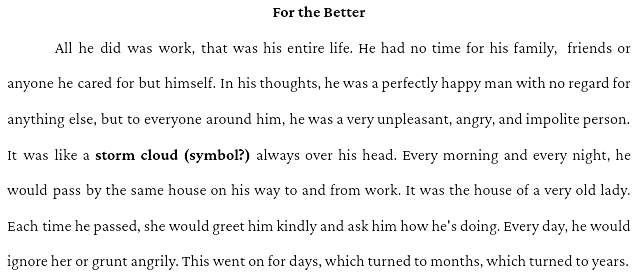 For the Better
All he did was work, that was his entire life. He had no time for his family, friends or
anyone he cared for but himself. In his thoughts, he was a perfectly happy man with no regard for
anything else, but to everyone around him, he was a very unpleasant, angry, and impolite person.
It was like a storm cloud (symbol?) always over his head. Every morning and every night, he
would pass by the same house on his way to and from work. It was the house of a very old lady.
Each time he passed, she would greet him kindly and ask him how he's doing. Every day, he would
ignore her or grunt angrily. This went on for days, which turned to months, which turned to years.